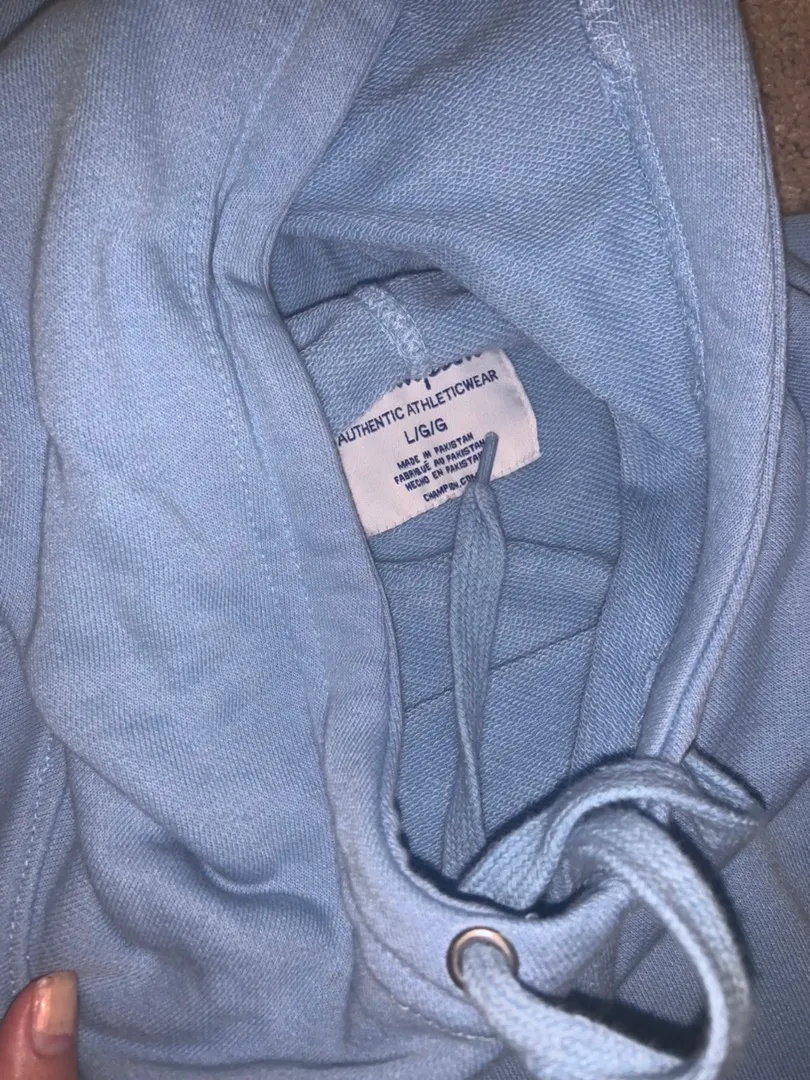 AUTHENTIC ATHLETICWEAR
L/G/G
MADE IN PAKISTAN
FABRIQUÉ AU PAKISTAN
HECHO EN PAKISTAN